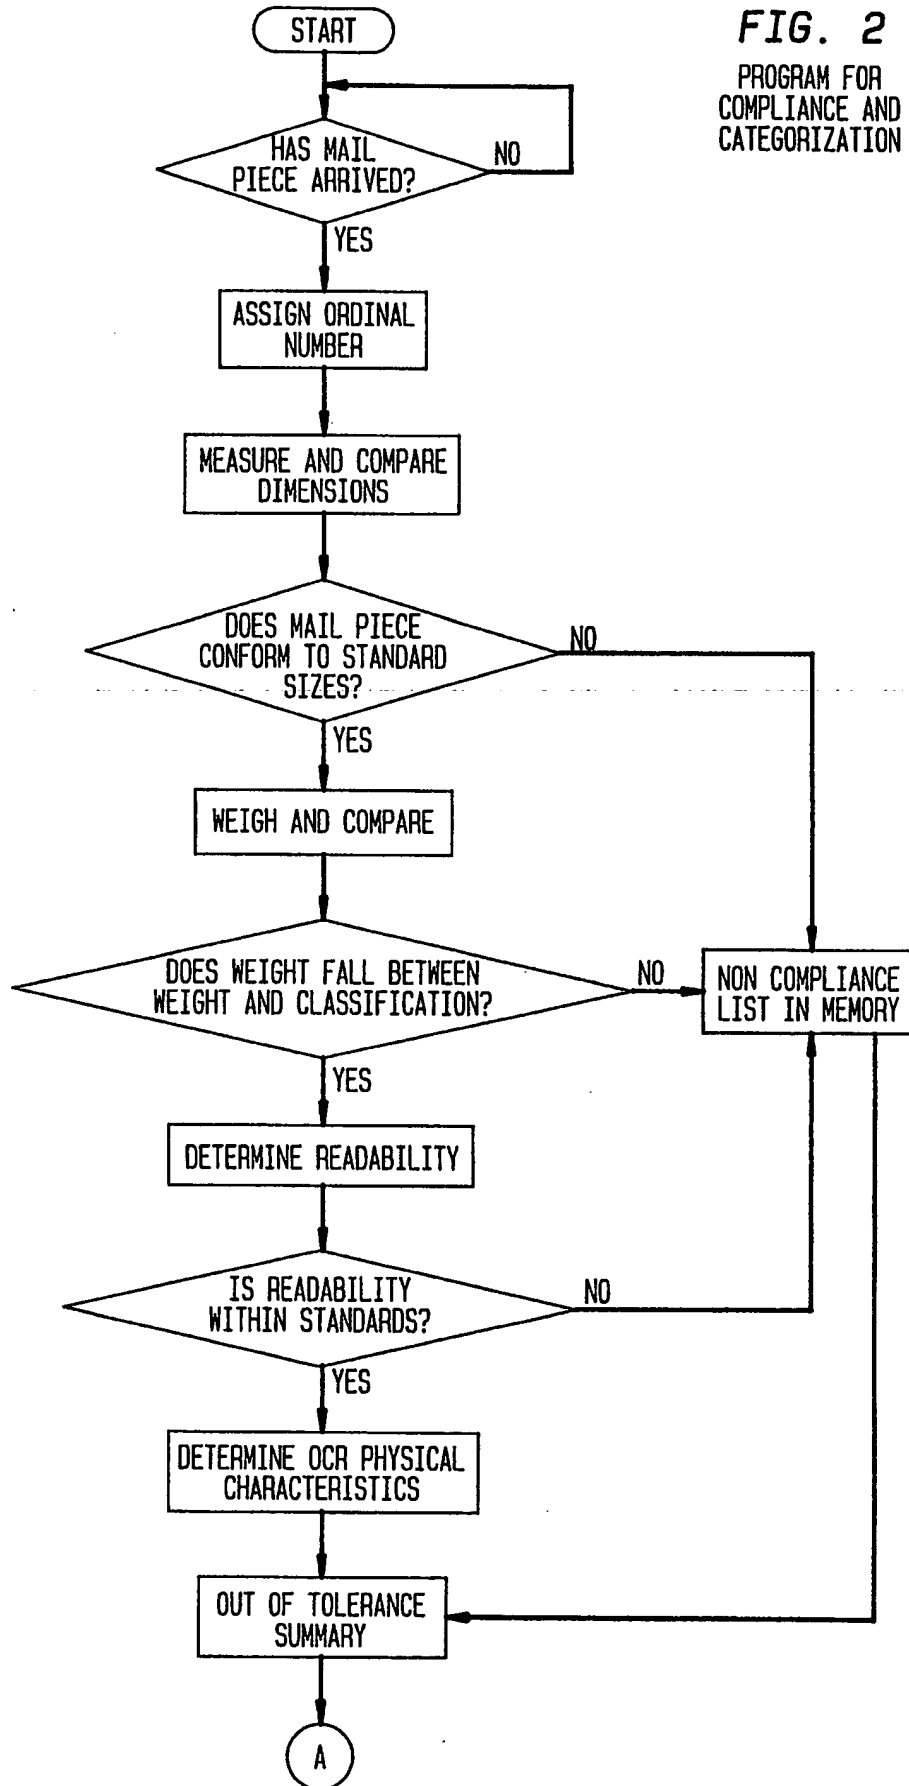 FIG. 2
PROGRAM FOR
COMPLIANCE AND
CATEGORIZATION
START
HAS MAIL
PIECE ARRIVED?
NO
YES
ASSIGN ORDINAL
NUMBER
MEASURE AND COMPARE
DIMENSIONS
DOES MAIL PIECE
CONFORM TO STANDARD
SIZES?
NO
YES
WEIGH AND COMPARE
DOES WEIGHT FALL BETWEEN
WEIGHT AND CLASSIFICATION?
NO
NON COMPLIANCE
LIST IN MEMORY
YES
DETERMINE READABILITY
IS READABILITY
WITHIN STANDARDS?
NO
YES
DETERMINE OCR PHYSICAL
CHARACTERISTICS
OUT OF TOLERANCE
SUMMARY
A